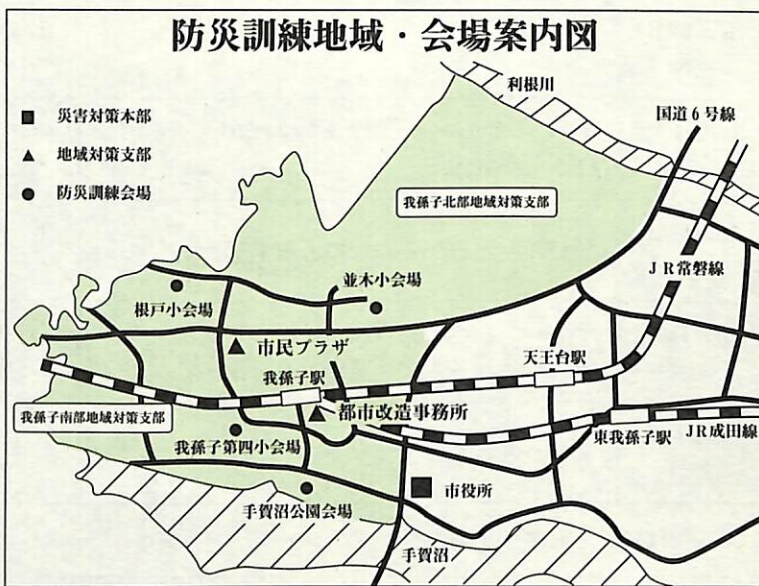 防災訓練地域・会場案内図
利根川
国道6号線
■ 災害対策本部
▲ 地域対策支部
● 防災訓練会場
我孫子北部地域対策支部
JR常磐線
並木小会場
根戸小会場
市民プラザ
天王台駅
我孫子駅
我孫子南部地域対策支部
都市改造事務所
我孫子第四小会場
東我孫子駅
JR成田線
市役所
手賀沼公園会場
手賀沼